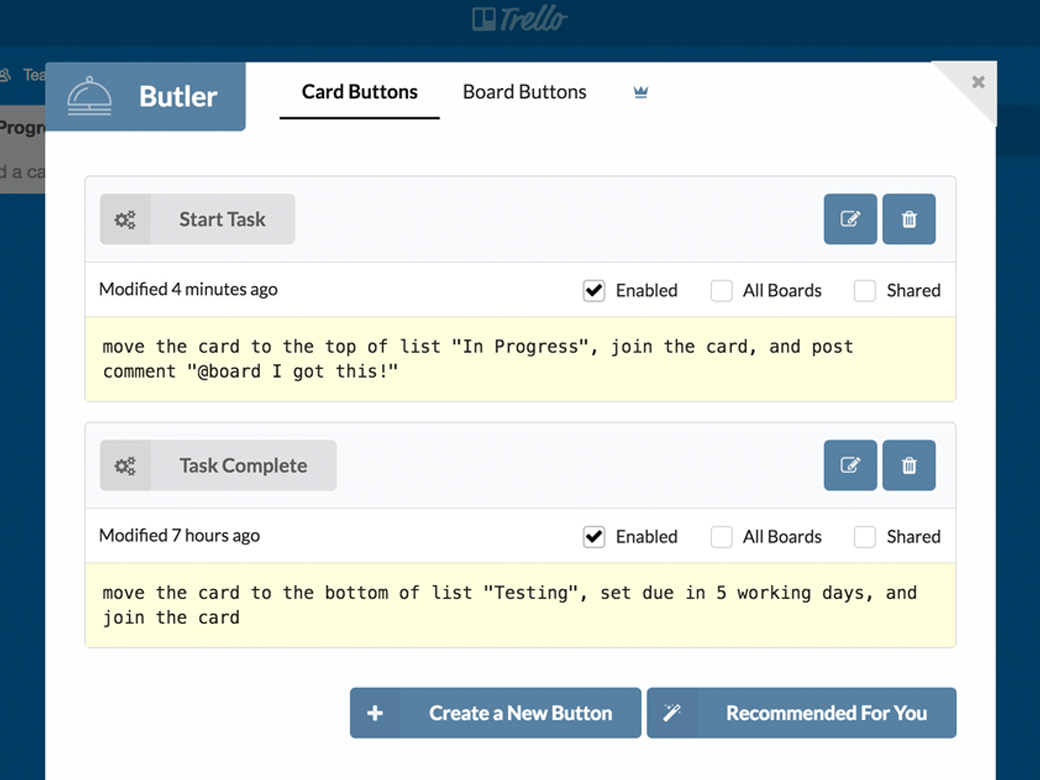 Trello
Tea
Butler
Card Buttons
Board Buttons
Progre
d a ca
Start Task
Modified 4 minutes ago
Enabled
All Boards
Shared
move the card to the top of list "In Progress", join the card, and post
comment "@board I got this!"
Task Complete
Modified 7 hours ago
Enabled
All Boards
Shared
move the card to the bottom of list "Testing", set due in 5 working days, and
join the card
Create a New Button
Recommended For You